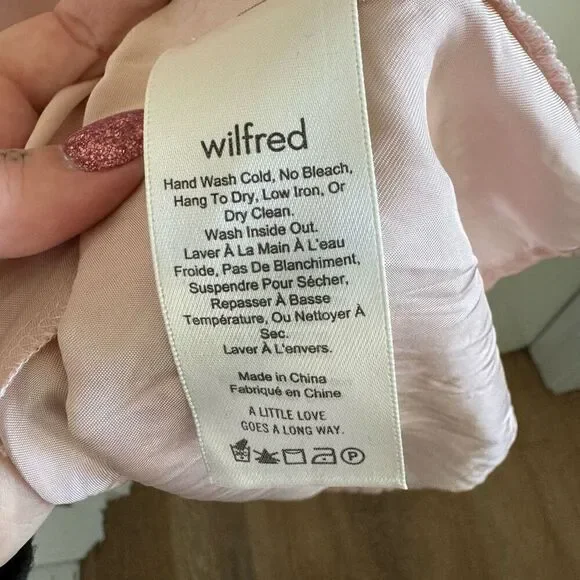 wilfred
Hand Wash Cold, No Bleach,
Hang To Dry, Low Iron, Or
Dry Clean.
Wash Inside Out.
Laver À La Main À L'eau
Froide, Pas De Blanchiment,
Suspendre Pour Sécher,
Repasser À Basse
Température, Ou Nettoyer À
Sec.
Laver À L'envers.
Made in China
Fabriqué en Chine
A LITTLE LOVE
GOES A LONG WAY.
P